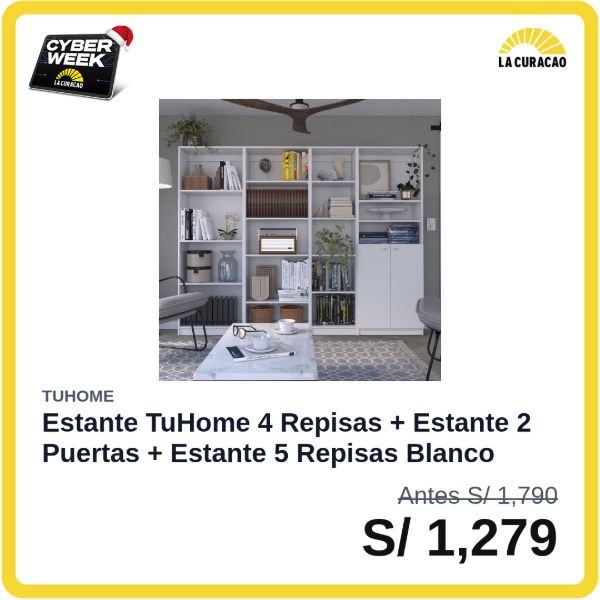 CYBER
WEEK
LA CURACAO
LA CURACAO
TUHOME
Estante TuHome 4 Repisas + Estante 2
Puertas + Estante 5 Repisas Blanco
Antes S/ 1,790
S/ 1,279